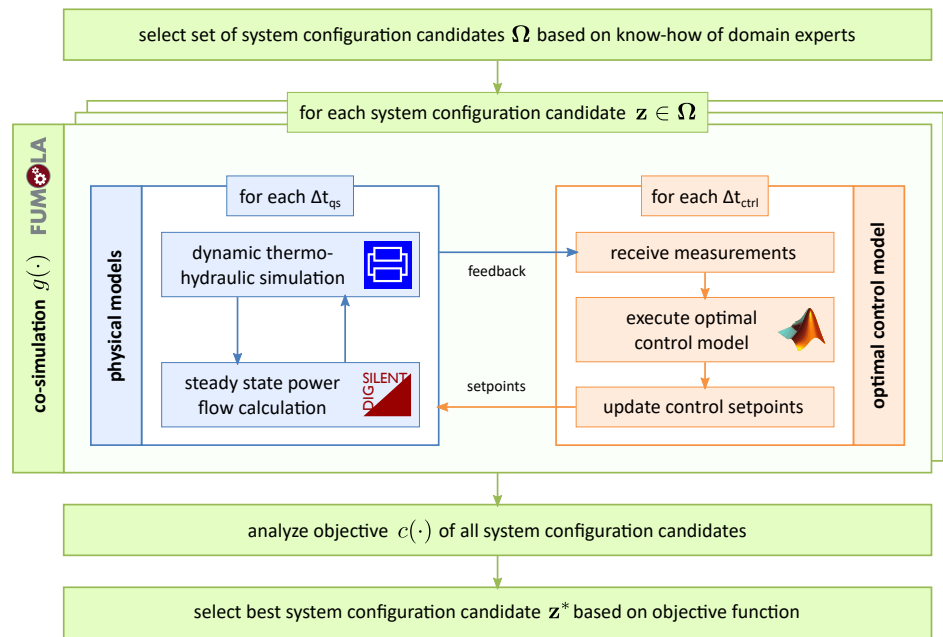 select set of system configuration candidates Ω based on know-how of domain experts
for each system configuration candidate z ∈ Ω
co-simulation g(·)
FUMOLA
physical models
for each Δt_qs
dynamic thermo-
hydraulic simulation
steady state power
flow calculation
DIG
SILENT
feedback
setpoints
for each Δt_ctrl
receive measurements
execute optimal
control model
update control setpoints
optimal control model
analyze objective c(·) of all system configuration candidates
select best system configuration candidate z* based on objective function